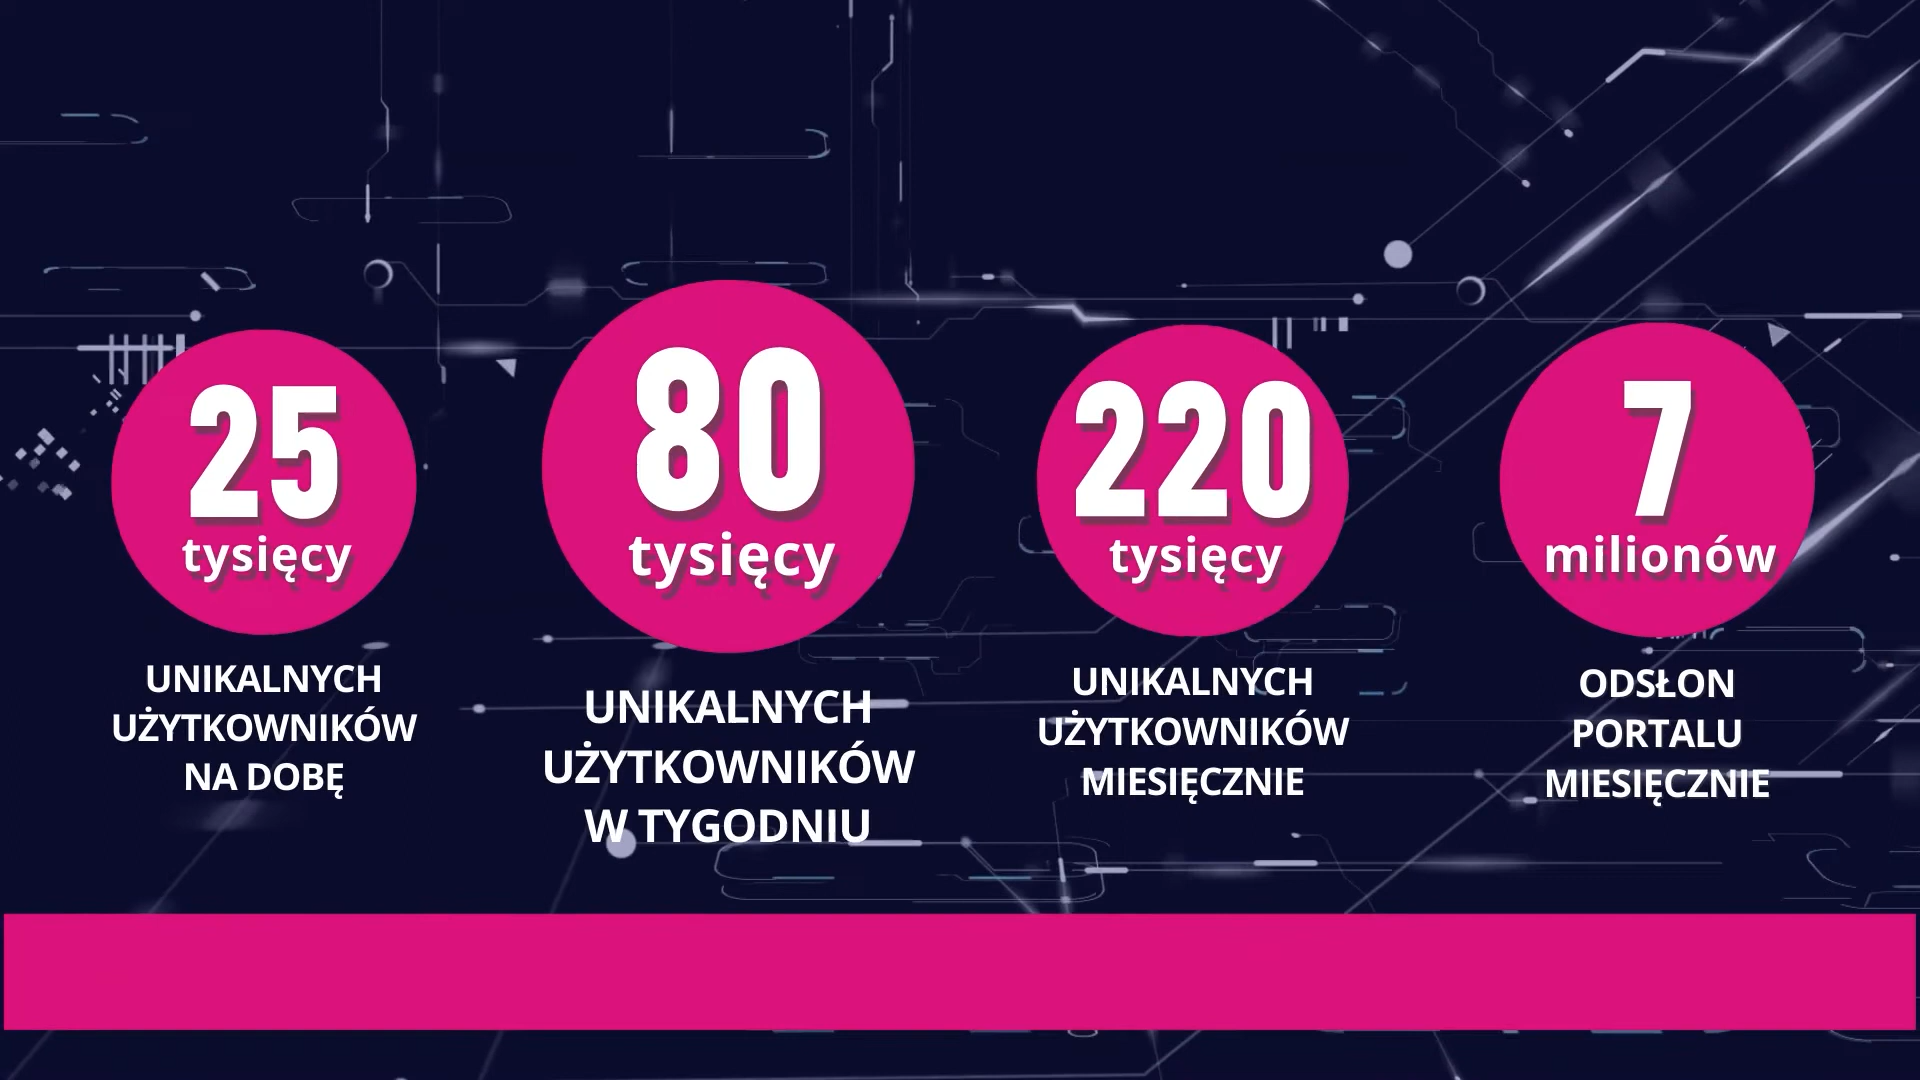 25
tysięcy
UNIKALNYCH
UŻYTKOWNIKÓW
NA DOBĘ
80
tysięcy
UNIKALNYCH
UŻYTKOWNIKÓW
W TYGODNIU
220
tysięcy
UNIKALNYCH
UŻYTKOWNIKÓW
MIESIĘCZNIE
7
milionów
ODSŁON
PORTALU
MIESIĘCZNIE